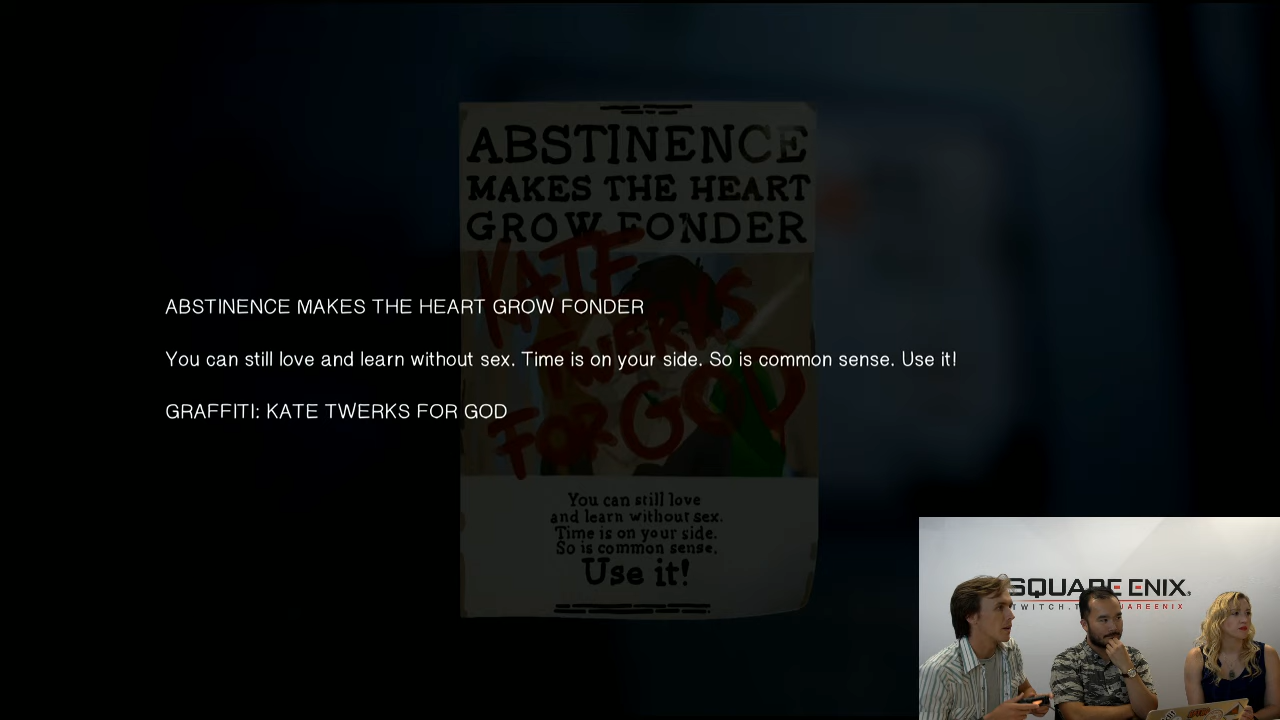 ABSTINENCE
MAKES THE HEART
GROW FONDER
KATE
TWERKS
FOR GOD
ABSTINENCE MAKES THE HEART GROW FONDER
You can still love and learn without sex. Time is on your side. So is common sense. Use it!
GRAFFITI: KATE TWERKS FOR GOD
You can still love
and learn without sex.
Time is on your side.
So is common sense.
Use it!
SQUARE ENIX